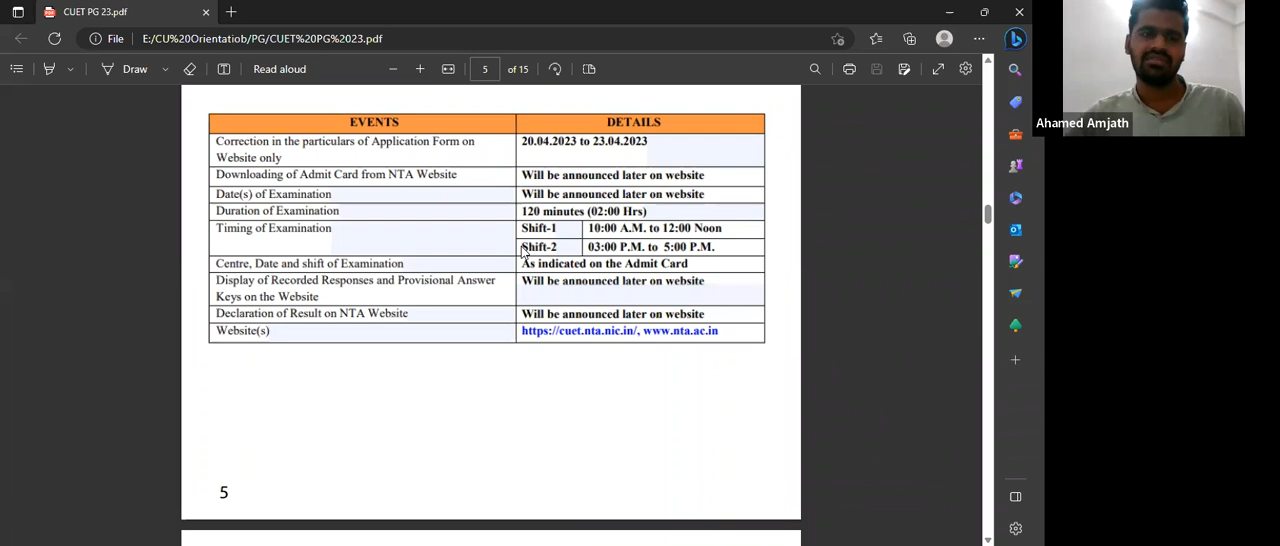 CUET PG 23.pdf
File
E:/CU%20Orientatiob/PG/CUET%20PG%2023.pdf
Draw
Read aloud
5 of 15
Ahamed Amjath
EVENTS DETAILS
Correction in the particulars of Application Form on Website only 20.04.2023 to 23.04.2023
Downloading of Admit Card from NTA Website Will be announced later on website
Date(s) of Examination Will be announced later on website
Duration of Examination 120 minutes (02:00 Hrs)
Timing of Examination Shift-1 10:00 A.M. to 12:00 Noon
Shift-2 03:00 P.M. to 5:00 P.M.
Centre, Date and shift of Examination As indicated on the Admit Card
Display of Recorded Responses and Provisional Answer Keys on the Website Will be announced later on website
Declaration of Result on NTA Website Will be announced later on website
Website(s) https://cuet.nta.nic.in/, www.nta.ac.in
5